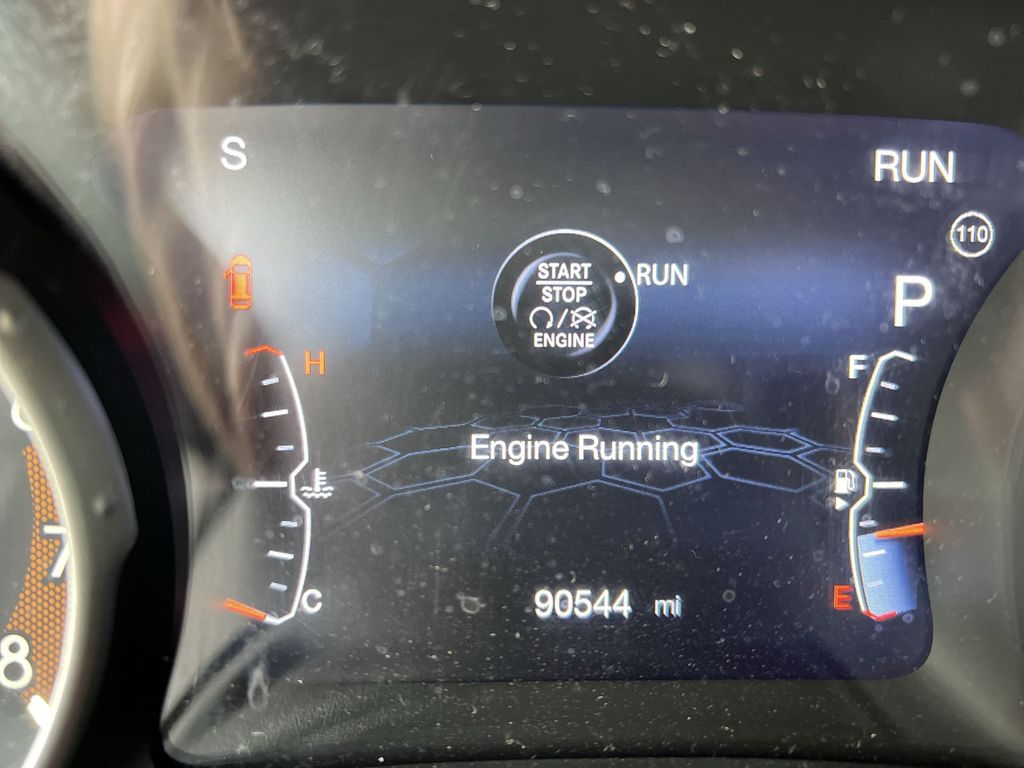 S
RUN
110
START
STOP
ENGINE
RUN
P
H
F
Engine Running
7
C
E
90544 mi
8